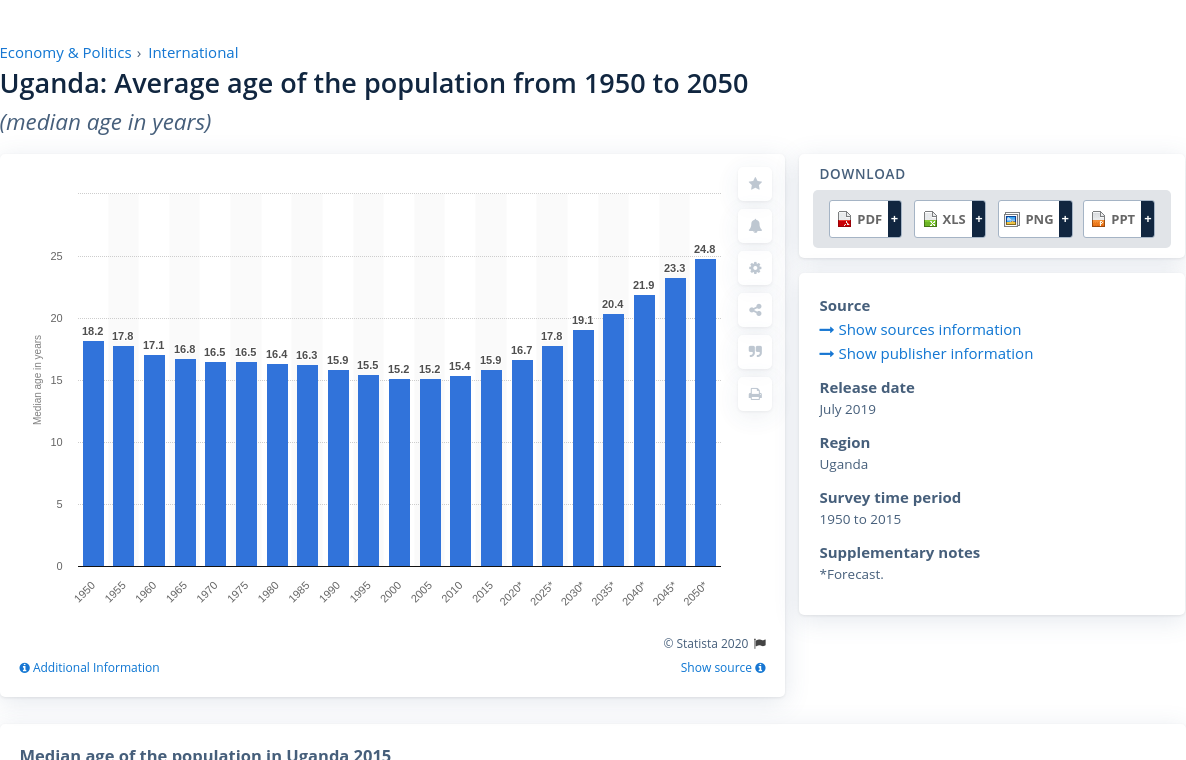 Economy & Politics › International
Uganda: Average age of the population from 1950 to 2050
(median age in years)
Median age in years
25
20
15
10
5
0
18.2 17.8 17.1 16.8 16.5 16.5 16.4 16.3 15.9 15.5 15.2 15.2 15.4 15.9 16.7 17.8 19.1 20.4 21.9 23.3 24.8
1950 1955 1960 1965 1970 1975 1980 1985 1990 1995 2000 2005 2010 2015 2020* 2025* 2030* 2035* 2040* 2045* 2050*
© Statista 2020
Additional Information
Show source
DOWNLOAD
PDF + XLS + PNG + PPT +
Source
Show sources information
Show publisher information
Release date
July 2019
Region
Uganda
Survey time period
1950 to 2015
Supplementary notes
*Forecast.
Median age of the population in Uganda 2015